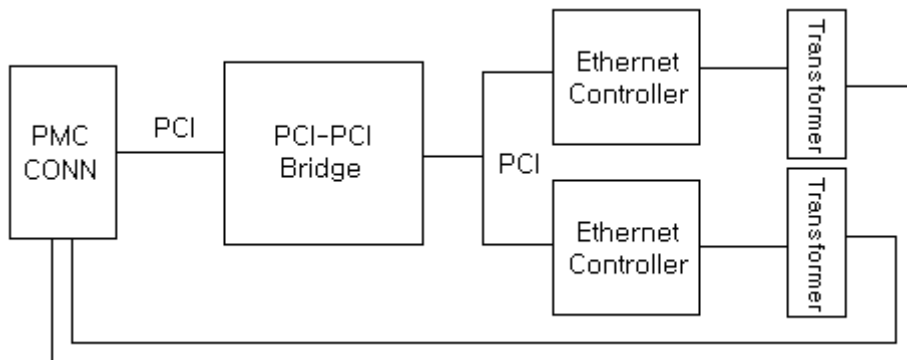 PMC
CONN
PCI
PCI-PCI
Bridge
PCI
Ethernet
Controller
Transformer
Ethernet
Controller
Transformer